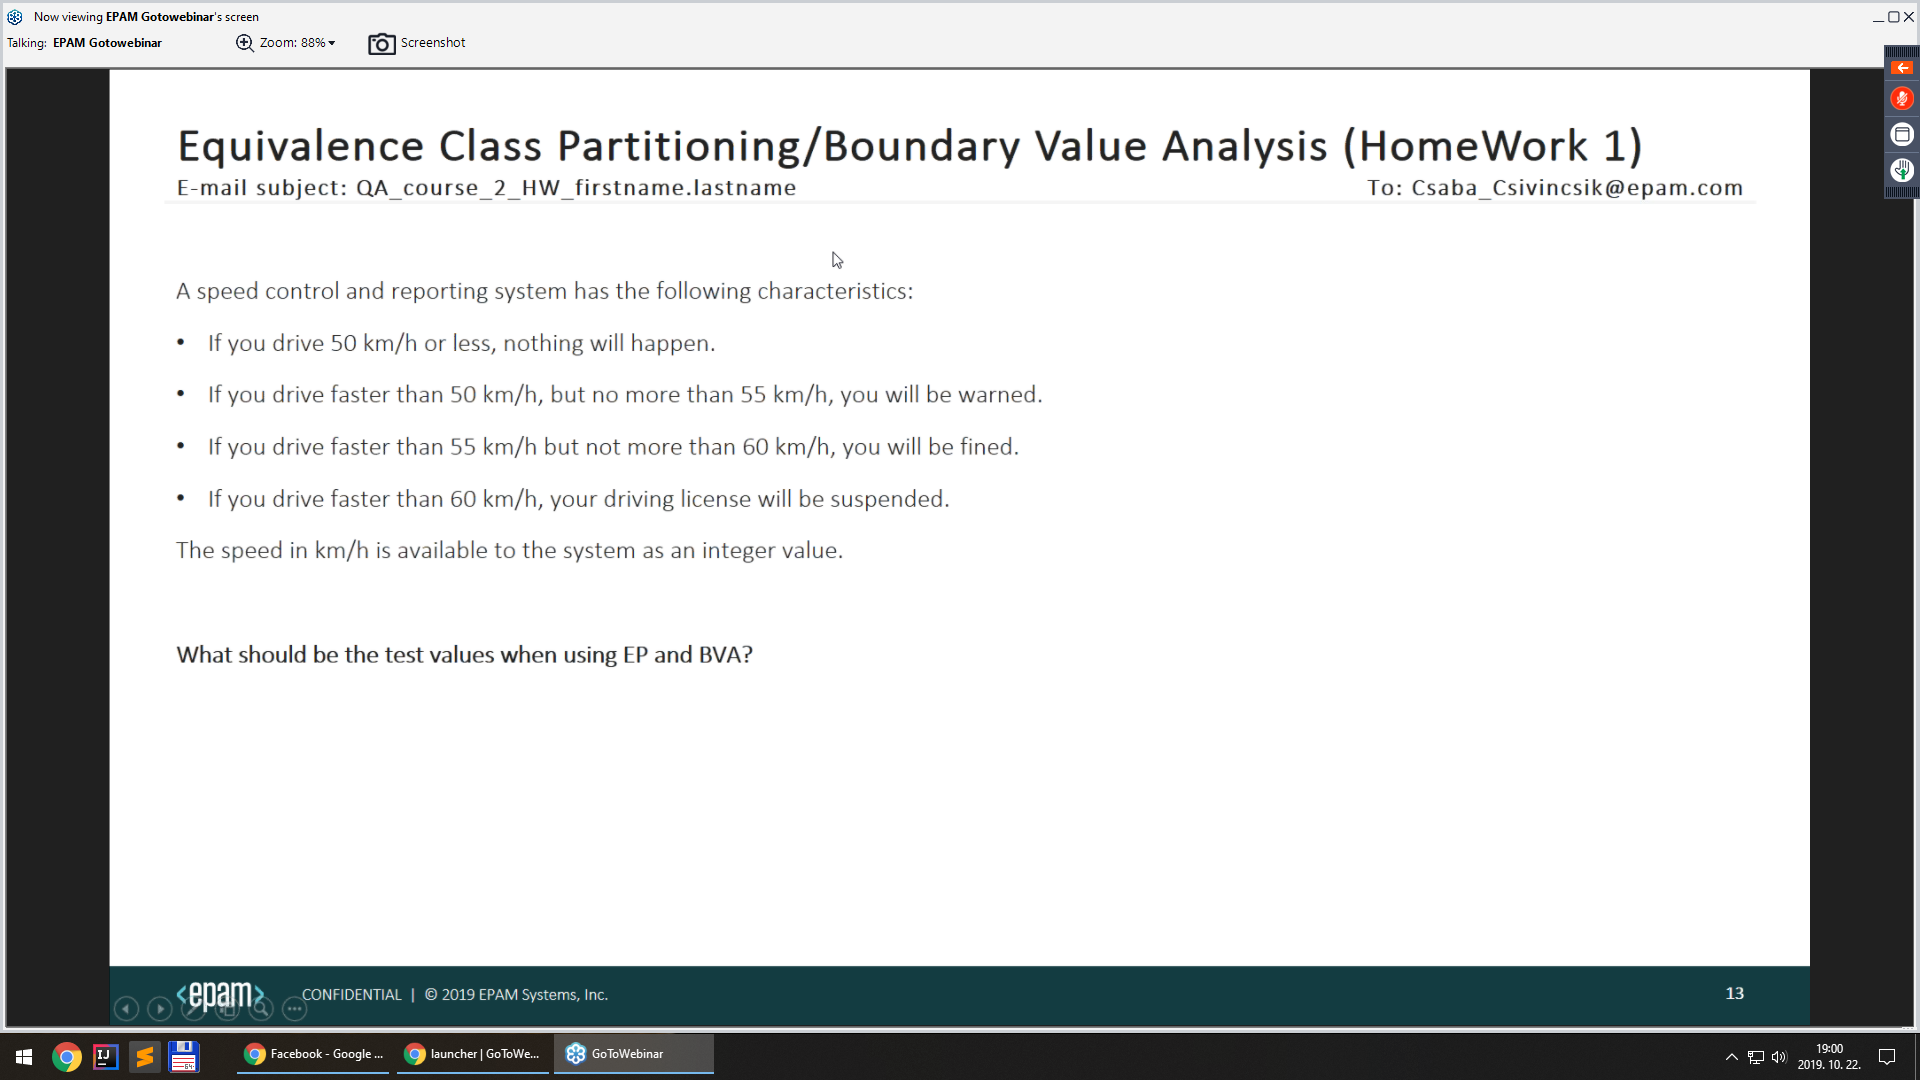 Now viewing EPAM Gotowebinar's screen
Talking: EPAM Gotowebinar
Zoom: 88%
Screenshot
Equivalence Class Partitioning/Boundary Value Analysis (HomeWork 1)
E-mail subject: QA_course_2_HW_firstname.lastname
To: Csaba_Csivincsik@epam.com
A speed control and reporting system has the following characteristics:
• If you drive 50 km/h or less, nothing will happen.
• If you drive faster than 50 km/h, but no more than 55 km/h, you will be warned.
• If you drive faster than 55 km/h but not more than 60 km/h, you will be fined.
• If you drive faster than 60 km/h, your driving license will be suspended.
The speed in km/h is available to the system as an integer value.
What should be the test values when using EP and BVA?
<epam>
CONFIDENTIAL | © 2019 EPAM Systems, Inc.
13
IJ
64
Facebook - Google ...
launcher | GoToWe...
GoToWebinar
19:00
2019. 10. 22.